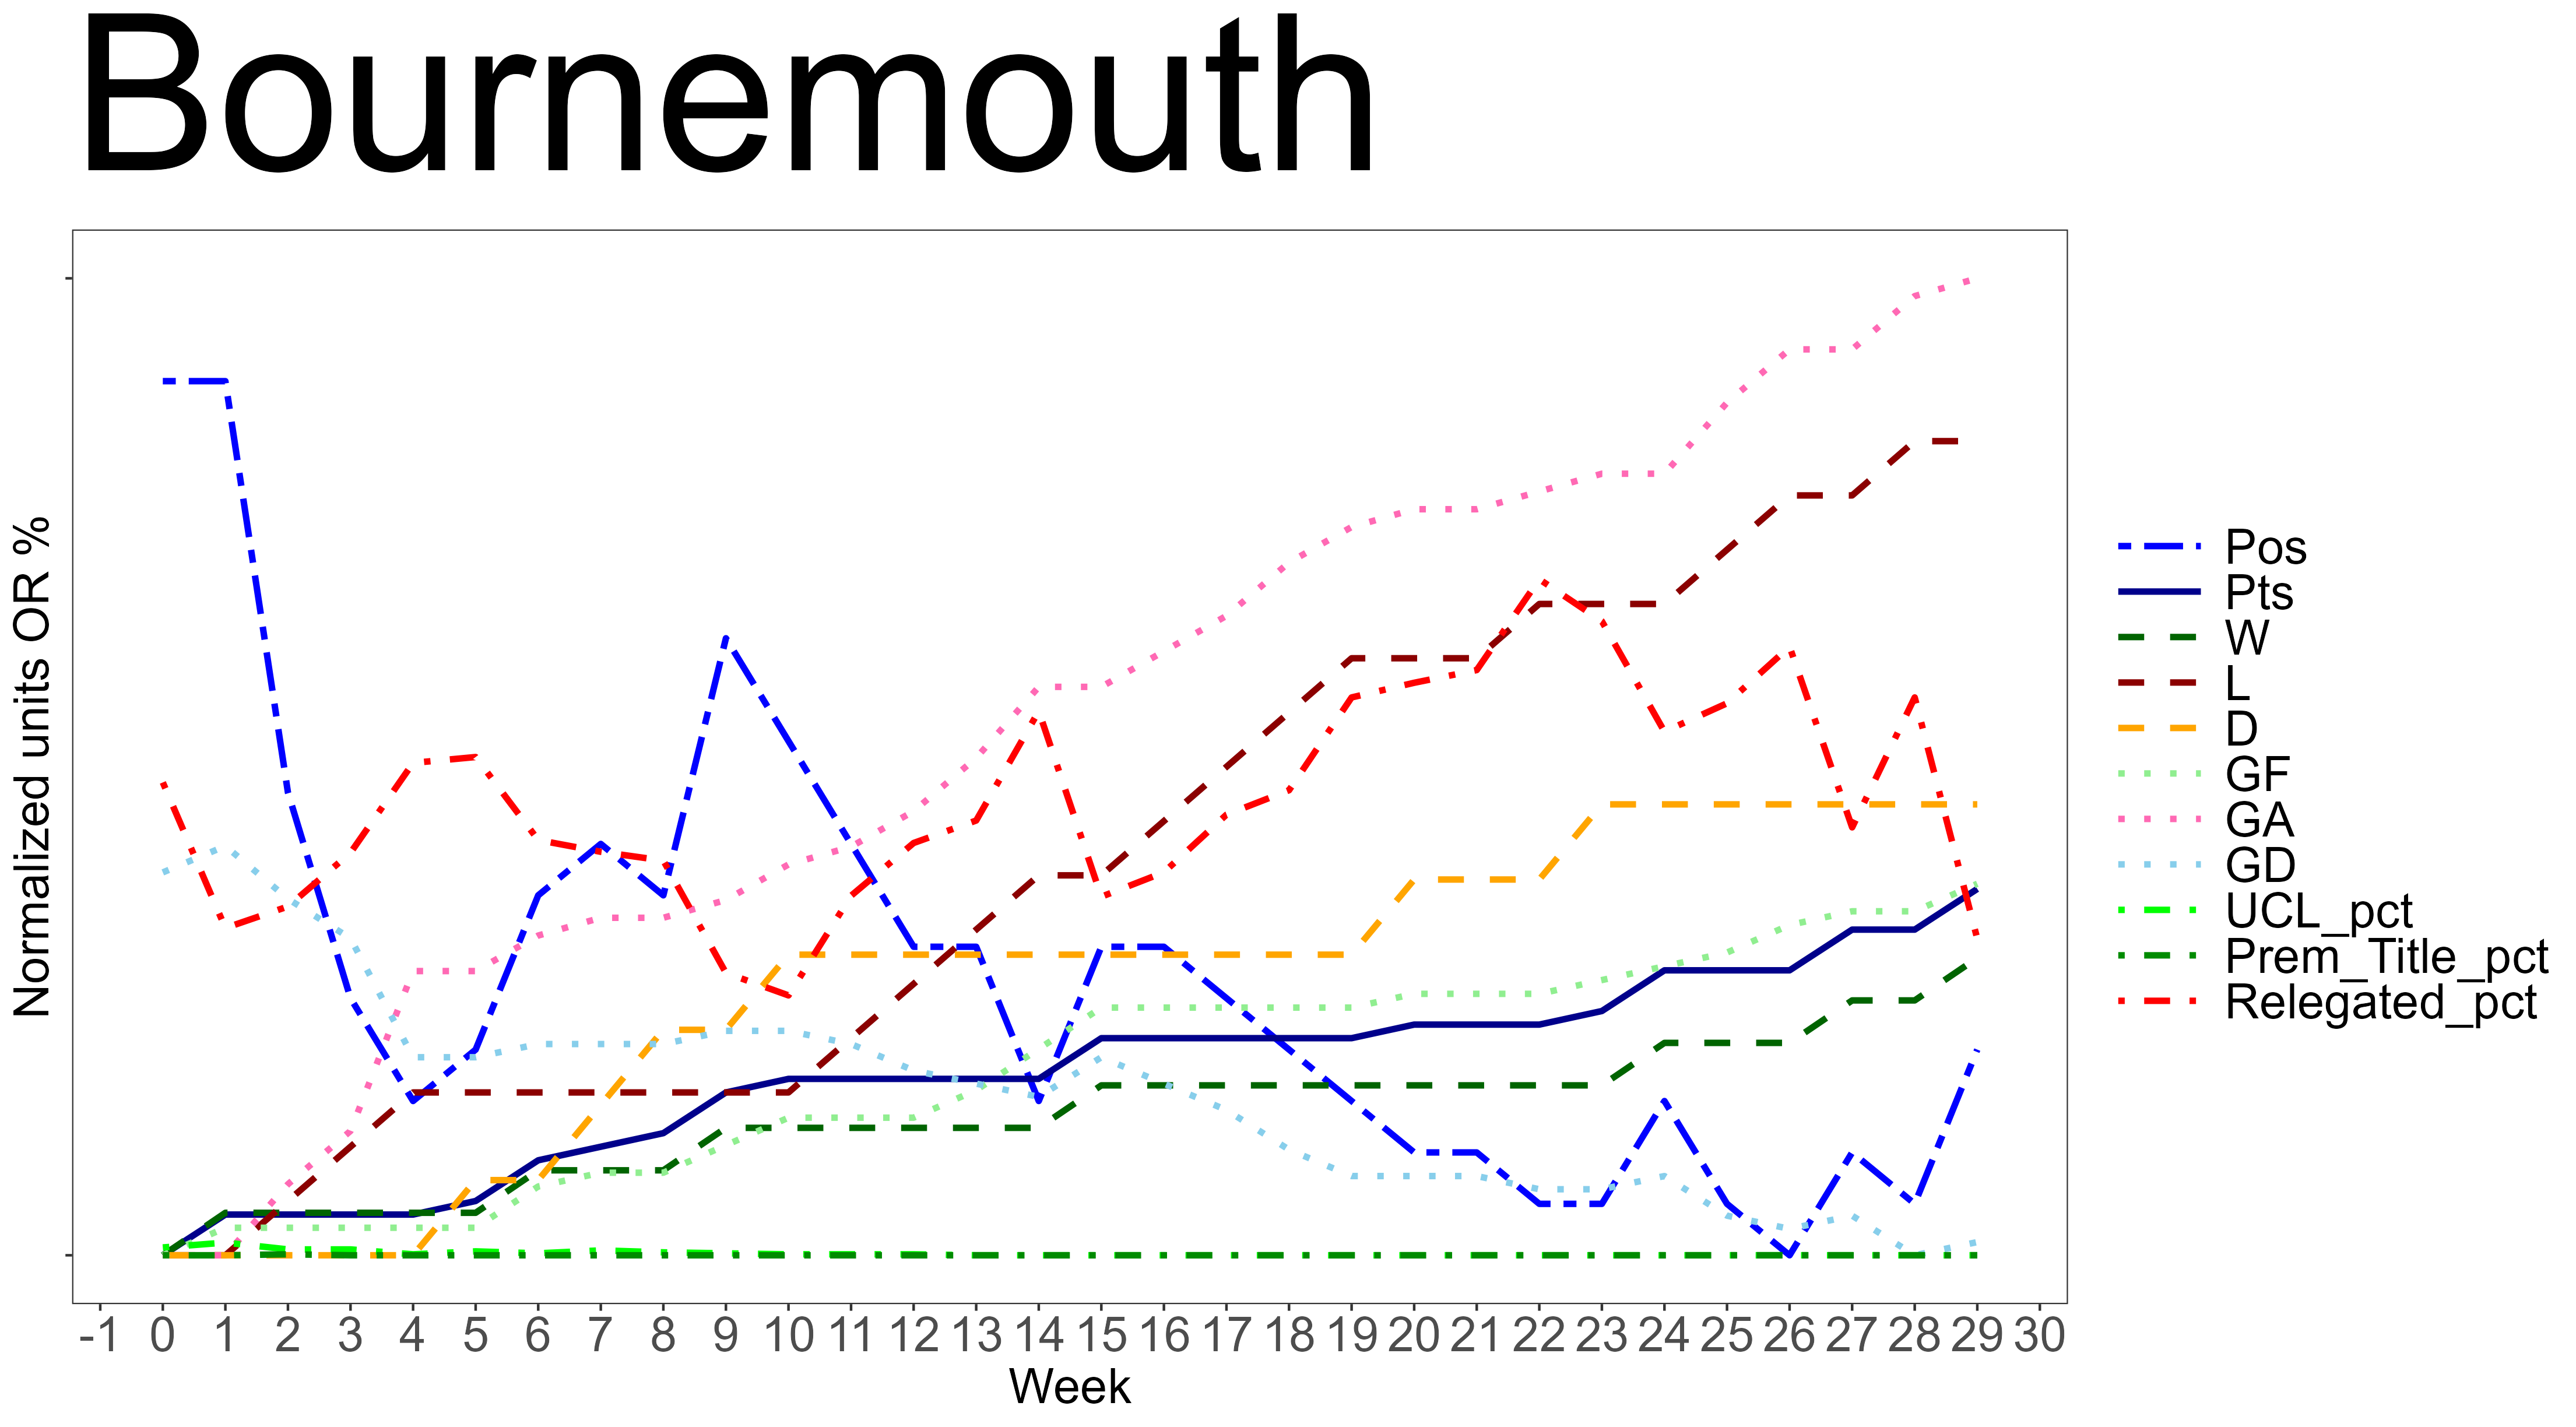 Bournemouth
Normalized units OR %
Pos
Pts
W
L
D
GF
GA
GD
UCL_pct
Prem_Title_pct
Relegated_pct
-1 0 1 2 3 4 5 6 7 8 9 10 11 12 13 14 15 16 17 18 19 20 21 22 23 24 25 26 27 28 29 30
Week